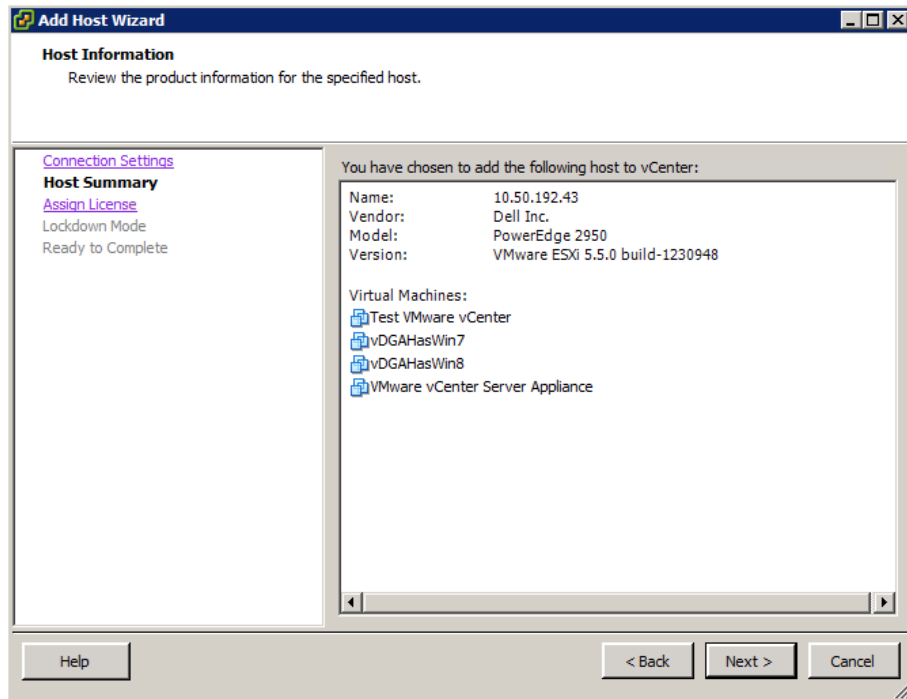 Add Host Wizard
Host Information
Review the product information for the specified host.
Connection Settings
Host Summary
Assign License
Lockdown Mode
Ready to Complete
You have chosen to add the following host to vCenter:
Name: 10.50.192.43
Vendor: Dell Inc.
Model: PowerEdge 2950
Version: VMware ESXi 5.5.0 build-1230948
Virtual Machines:
Test VMware vCenter
vDGAHasWin7
vDGAHasWin8
VMware vCenter Server Appliance
Help
< Back
Next >
Cancel